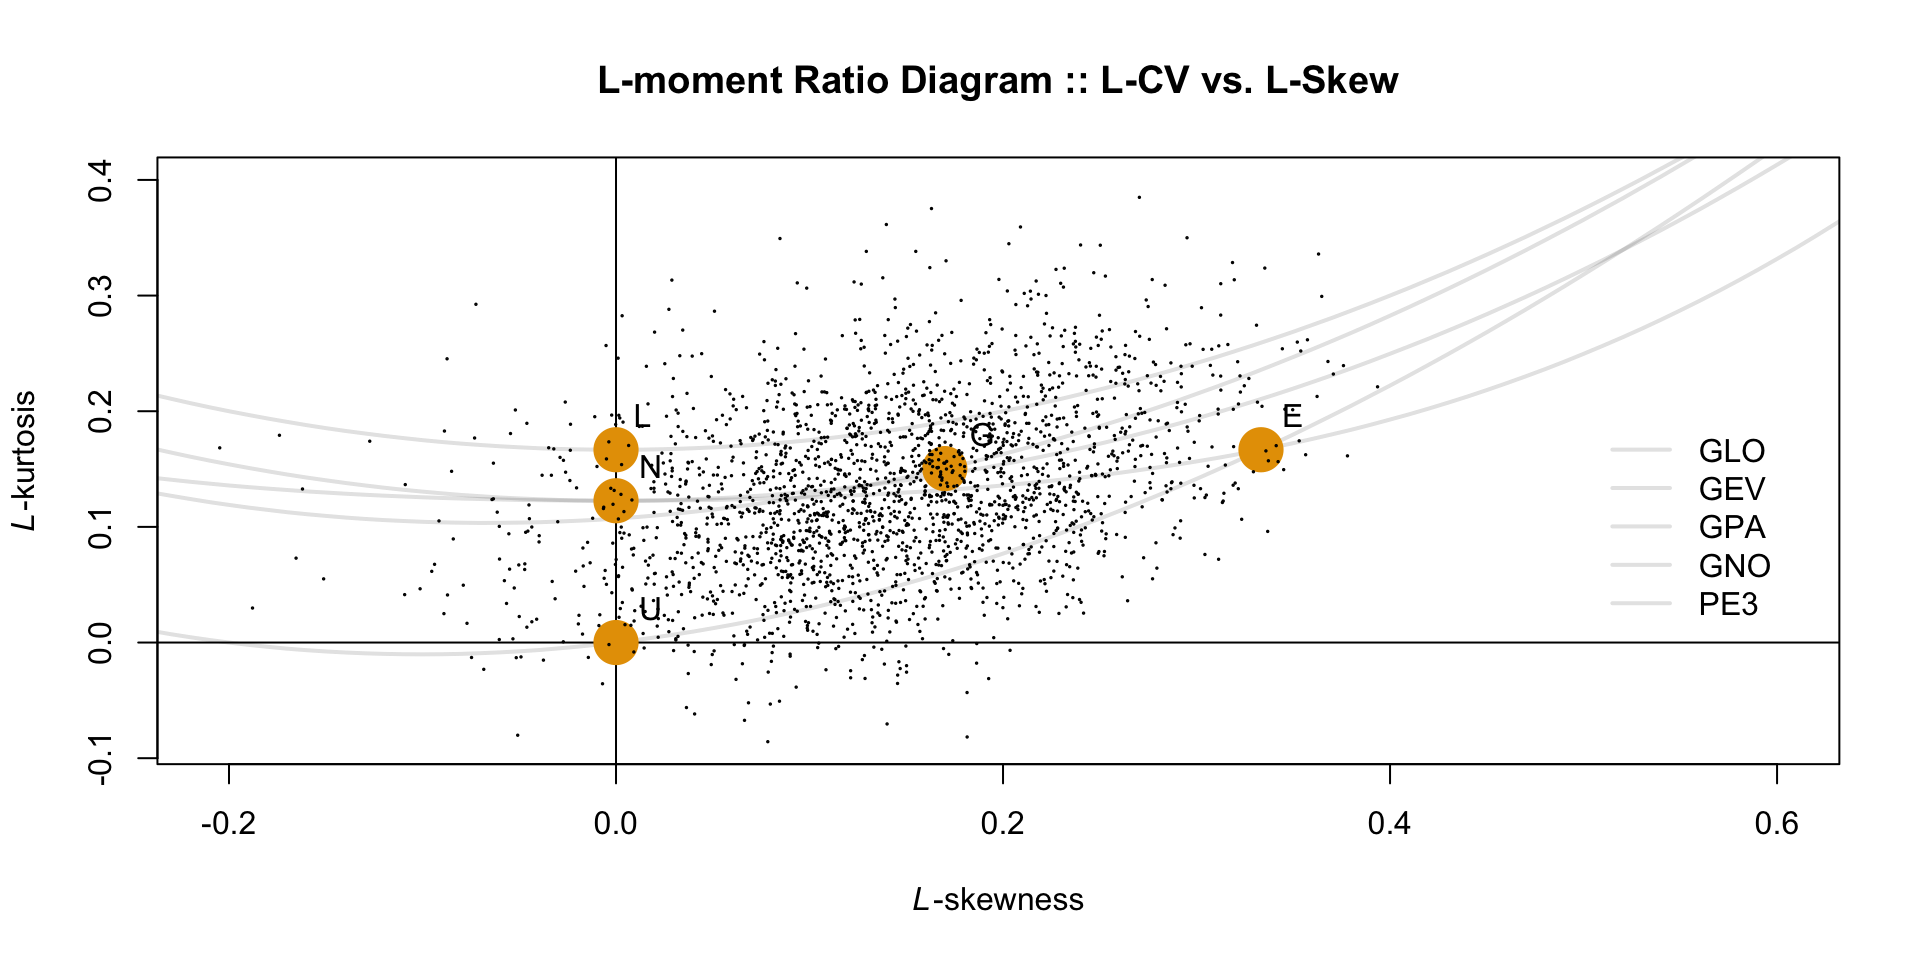 L-moment Ratio Diagram :: L-CV vs. L-Skew
0.4
0.3
0.2
0.1
0.0
-0.1
L-kurtosis
L
N
G
E
U
GLO
GEV
GPA
GNO
PE3
-0.2
0.0
0.2
0.4
0.6
L-skewness